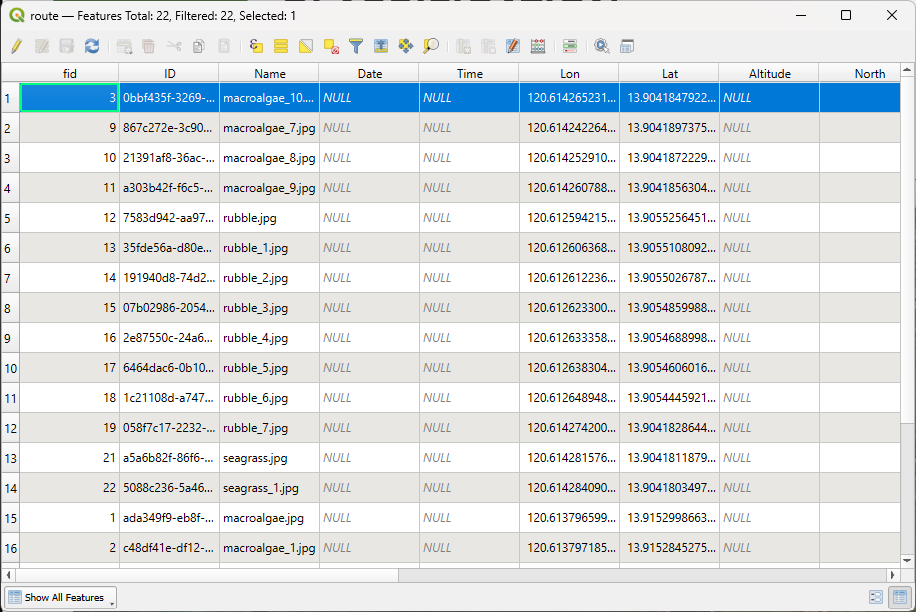 route — Features Total: 22, Filtered: 22, Selected: 1
fid ID Name Date Time Lon Lat Altitude North
1 3 0bbf435f-3269-... macroalgae_10.... NULL NULL 120.614265231... 13.9041847922... NULL
2 9 867c272e-3c90... macroalgae_7.jpg NULL NULL 120.614242264... 13.9041897375... NULL
3 10 21391af8-36ac-... macroalgae_8.jpg NULL NULL 120.614252910... 13.9041872229... NULL
4 11 a303b42f-f6c5-... macroalgae_9.jpg NULL NULL 120.614260788... 13.9041856304... NULL
5 12 7583d942-aa97... rubble.jpg NULL NULL 120.612594215... 13.9055256451... NULL
6 13 35fde56a-d80e... rubble_1.jpg NULL NULL 120.612606368... 13.9055108092... NULL
7 14 191940d8-74d2... rubble_2.jpg NULL NULL 120.612612236... 13.9055026787... NULL
8 15 07b02986-2054... rubble_3.jpg NULL NULL 120.612623300... 13.9054859988... NULL
9 16 2e87550c-24a6... rubble_4.jpg NULL NULL 120.614633358... 13.9054688998... NULL
10 17 6464dac6-0b10... rubble_5.jpg NULL NULL 120.612638304... 13.9054606016... NULL
11 18 1c21108d-a747... rubble_6.jpg NULL NULL 120.612648948... 13.9054445921... NULL
12 19 058f7c17-2232-... rubble_7.jpg NULL NULL 120.614274200... 13.9041828644... NULL
13 21 a5a6b82f-86f6-... seagrass.jpg NULL NULL 120.614281576... 13.9041811879... NULL
14 22 5088c236-5a46... seagrass_1.jpg NULL NULL 120.614284090... 13.9041803497... NULL
15 1 ada349f9-eb8f-... macroalgae.jpg NULL NULL 120.613796599... 13.9152998663... NULL
16 2 c48df41e-df12-... macroalgae_1.jpg NULL NULL 120.613797185... 13.9152845275... NULL
Show All Features